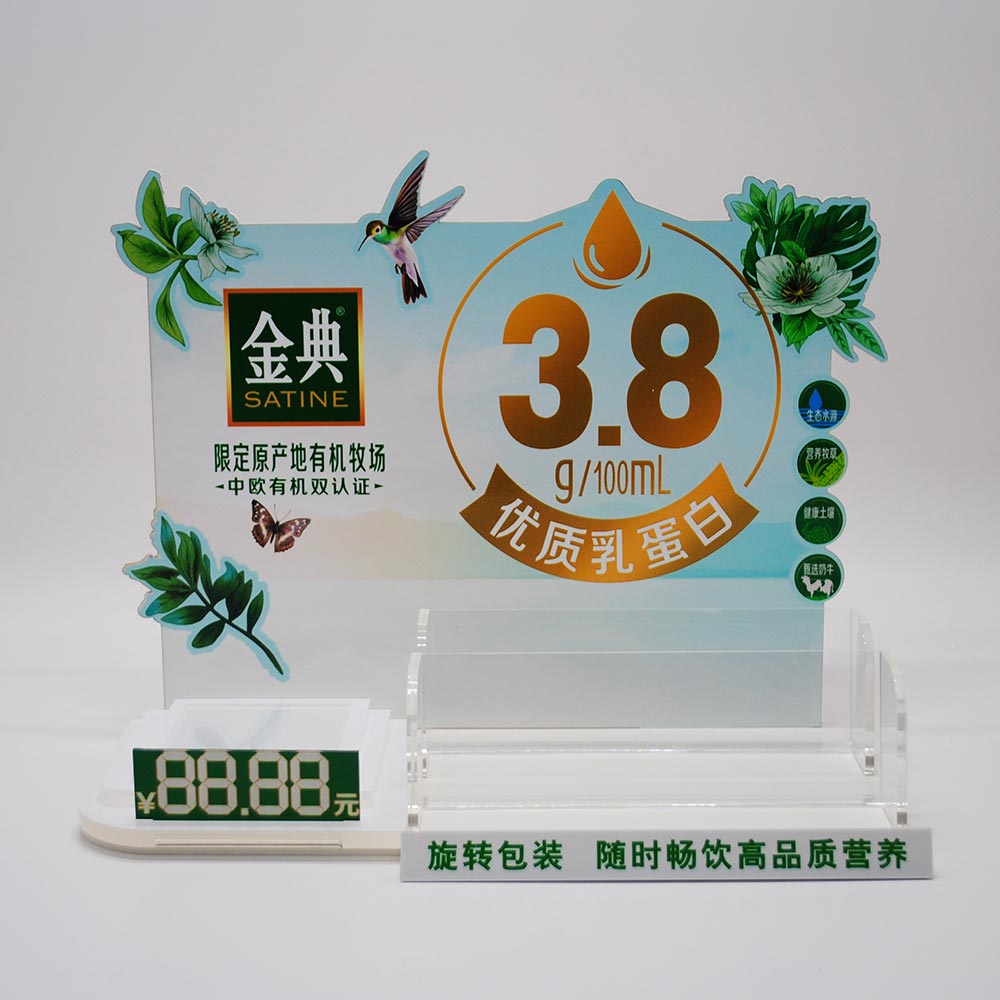 金典®
SATINE
限定原产地有机牧场
中欧有机双认证
3.8
g/100mL
优质乳蛋白
生态水源
营养牧草
健康土壤
甄选奶牛
¥88.88元
旋转包装 随时畅饮高品质营养